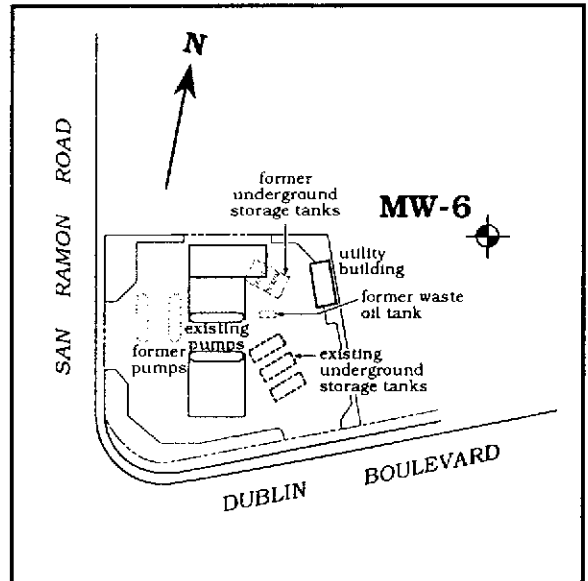 N
SAN RAMON ROAD
former
underground
storage tanks
MW-6
utility
building
former waste
oil tank
existing
pumps
former
pumps
existing
underground
storage tanks
DUBLIN BOULEVARD